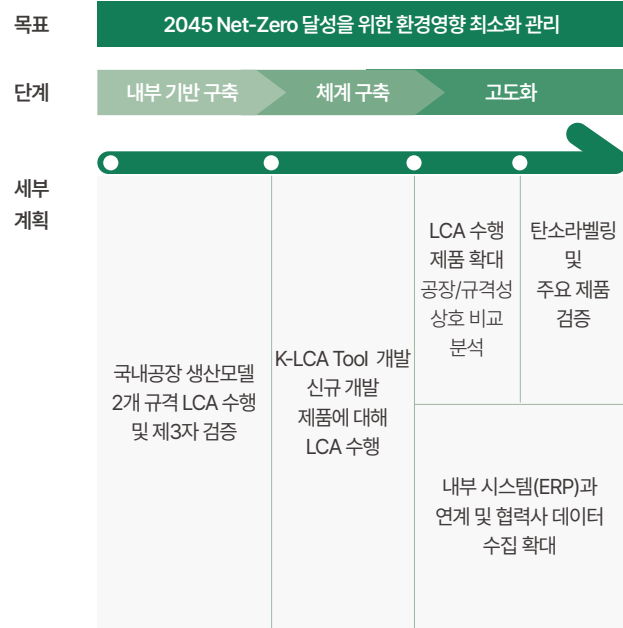 목표
2045 Net-Zero 달성을 위한 환경영향 최소화 관리
단계
내부 기반 구축
체계 구축
고도화
세부
계획
국내공장 생산모델
2개 규격 LCA 수행
및 제3자 검증
K-LCA Tool 개발
신규 개발
제품에 대해
LCA 수행
LCA 수행
제품 확대
공장/규격성
상호 비교
분석
탄소라벨링
및
주요 제품
검증
내부 시스템(ERP)과
연계 및 협력사 데이터
수집 확대